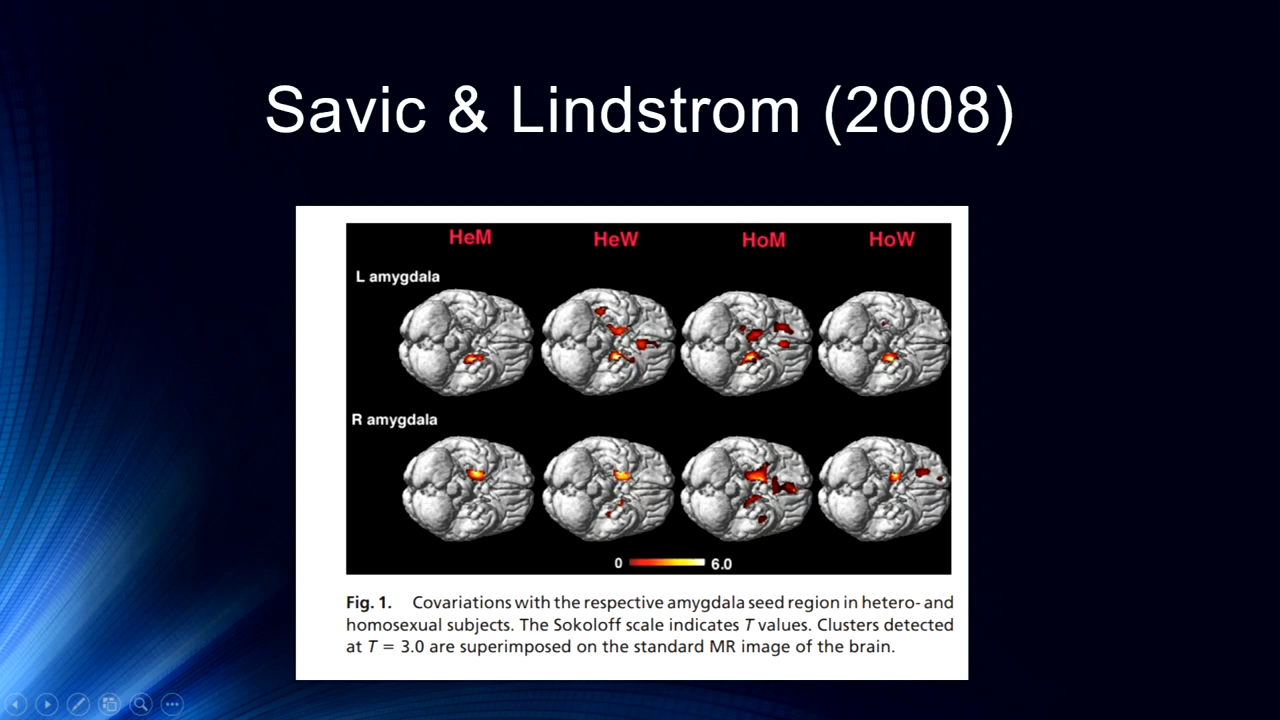 Savic & Lindstrom (2008)
HeM HeW HoM HoW
L amygdala
R amygdala
0 6.0
Fig. 1. Covariations with the respective amygdala seed region in hetero- and
homosexual subjects. The Sokoloff scale indicates T values. Clusters detected
at T = 3.0 are superimposed on the standard MR image of the brain.